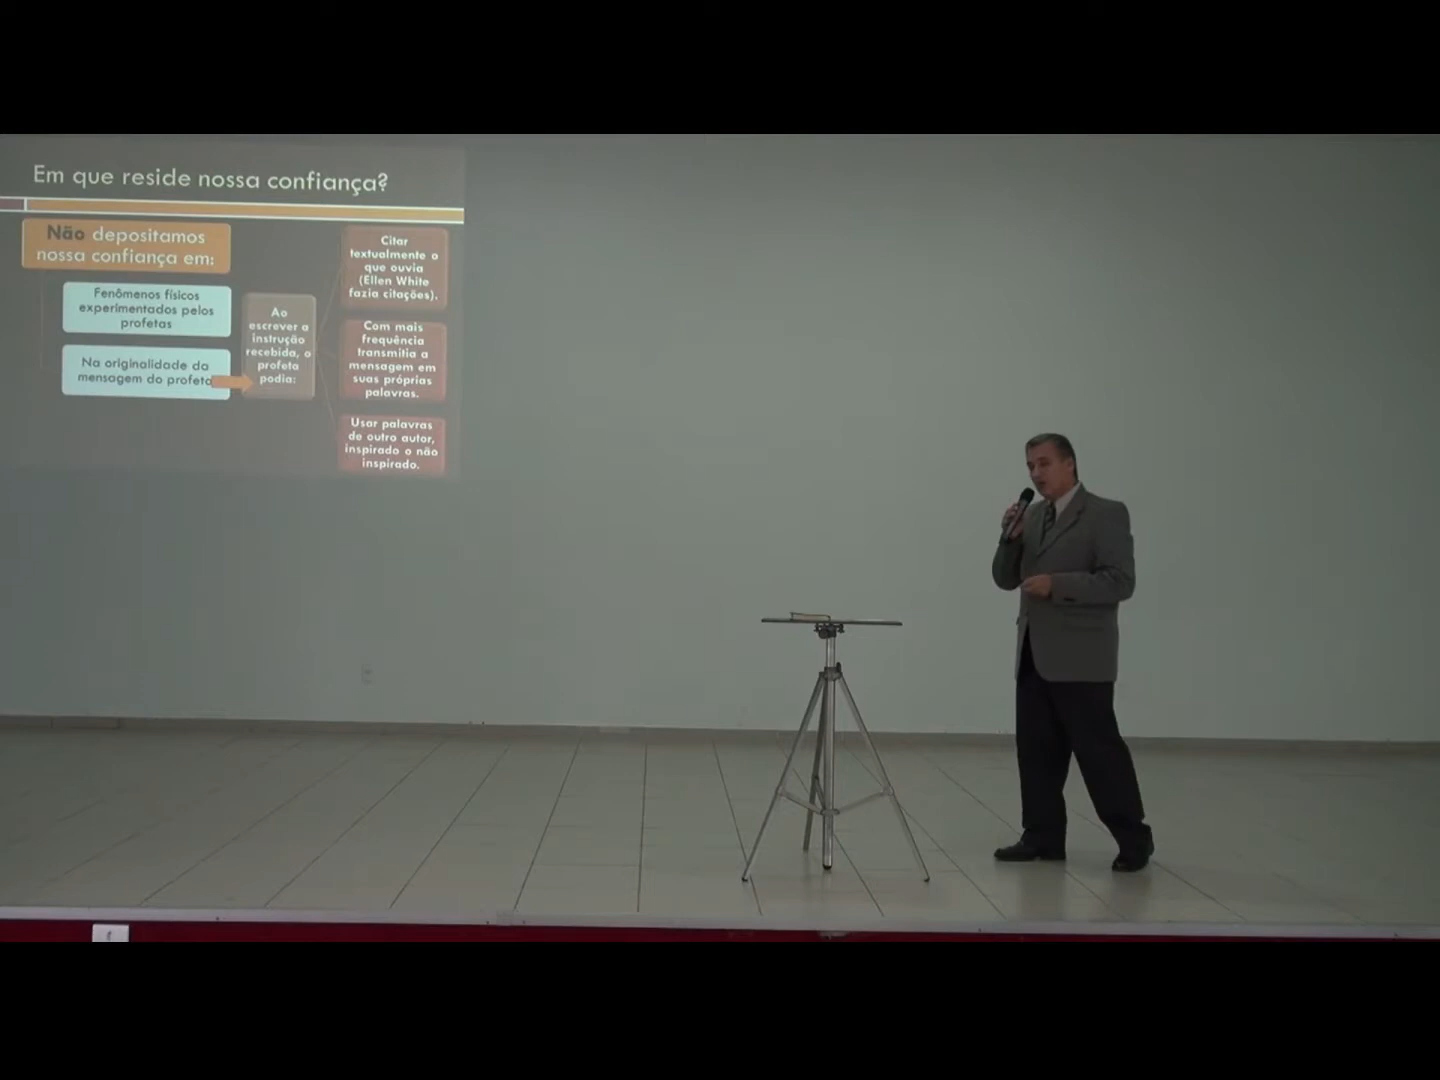 Em que reside nossa confiança?
Não depositamos
nossa confiança em:
Fenômenos físicos
experimentados pelos
profetas
Na originalidade da
mensagem do profeta
Ao
escrever a
instrução
recebida, o
profeta
podia:
Citar
textualmente o
que ouvia
(Ellen White
fazia citações).
Com mais
frequência
transmitia a
mensagem em
suas próprias
palavras.
Usar palavras
de outro autor,
inspirado o não
inspirado.